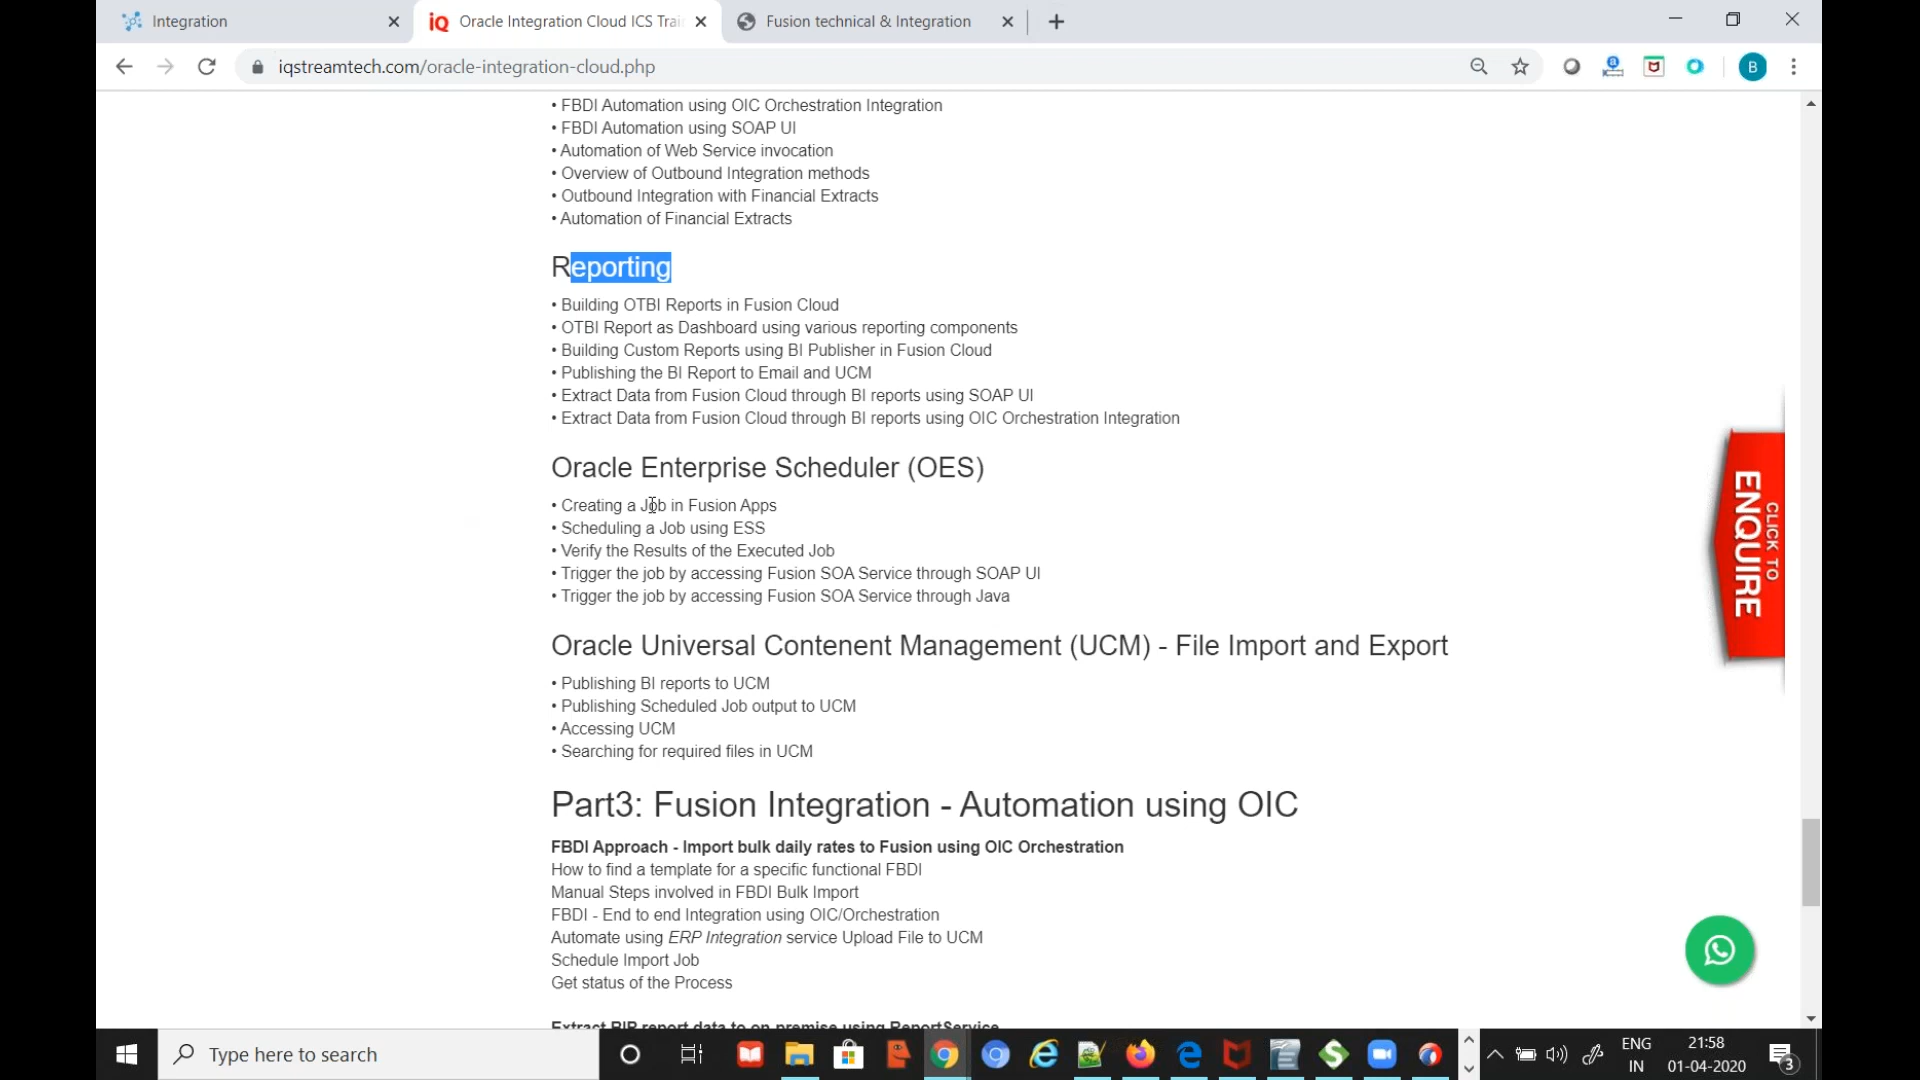 Integration
iQ Oracle Integration Cloud ICS Trai
Fusion technical & Integration
iqstreamtech.com/oracle-integration-cloud.php
B
• FBDI Automation using OIC Orchestration Integration
• FBDI Automation using SOAP UI
• Automation of Web Service invocation
• Overview of Outbound Integration methods
• Outbound Integration with Financial Extracts
• Automation of Financial Extracts
Reporting
• Building OTBI Reports in Fusion Cloud
• OTBI Report as Dashboard using various reporting components
• Building Custom Reports using BI Publisher in Fusion Cloud
• Publishing the BI Report to Email and UCM
• Extract Data from Fusion Cloud through BI reports using SOAP UI
• Extract Data from Fusion Cloud through BI reports using OIC Orchestration Integration
Oracle Enterprise Scheduler (OES)
• Creating a Job in Fusion Apps
• Scheduling a Job using ESS
• Verify the Results of the Executed Job
• Trigger the job by accessing Fusion SOA Service through SOAP UI
• Trigger the job by accessing Fusion SOA Service through Java
CLICK TO
ENQUIRE
Oracle Universal Contenent Management (UCM) - File Import and Export
• Publishing BI reports to UCM
• Publishing Scheduled Job output to UCM
• Accessing UCM
• Searching for required files in UCM
Part3: Fusion Integration - Automation using OIC
FBDI Approach - Import bulk daily rates to Fusion using OIC Orchestration
How to find a template for a specific functional FBDI
Manual Steps involved in FBDI Bulk Import
FBDI - End to end Integration using OIC/Orchestration
Automate using ERP Integration service Upload File to UCM
Schedule Import Job
Get status of the Process
Extract BIP report data to on premise using ReportService
Type here to search
ENG
IN
21:58
01-04-2020
3